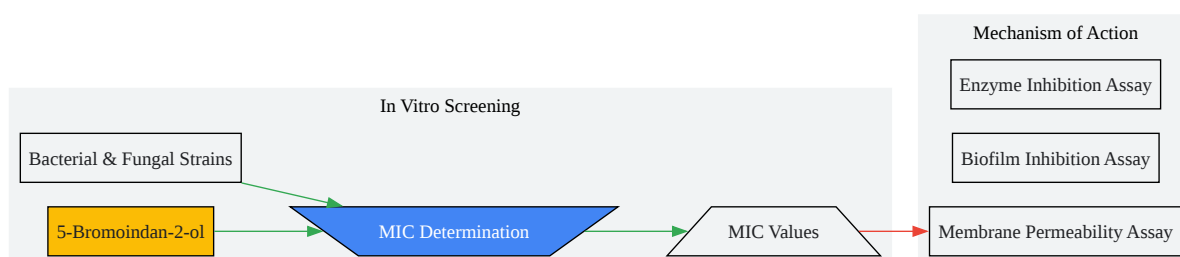 In Vitro Screening
Bacterial & Fungal Strains
5-Bromoindan-2-ol
MIC Determination
MIC Values
Mechanism of Action
Enzyme Inhibition Assay
Biofilm Inhibition Assay
Membrane Permeability Assay